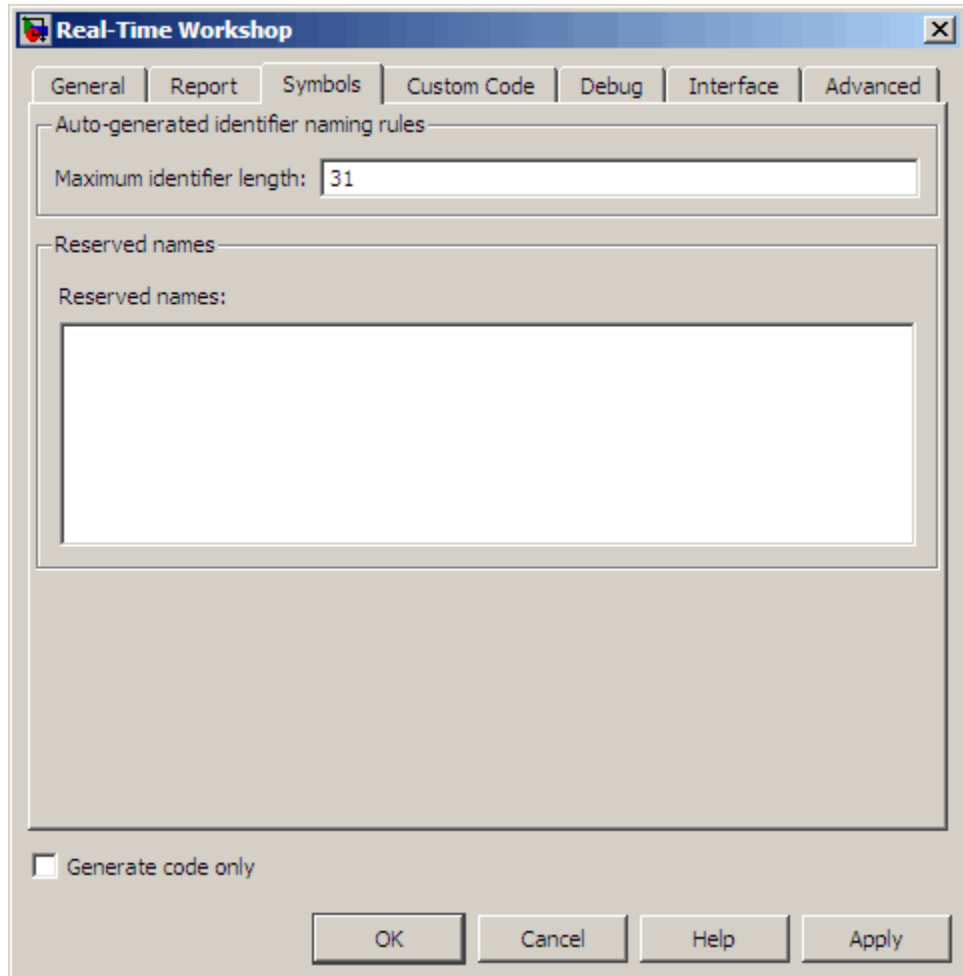 Real-Time Workshop
General Report Symbols Custom Code Debug Interface Advanced
Auto-generated identifier naming rules
Maximum identifier length: 31
Reserved names
Reserved names:
Generate code only
OK Cancel Help Apply